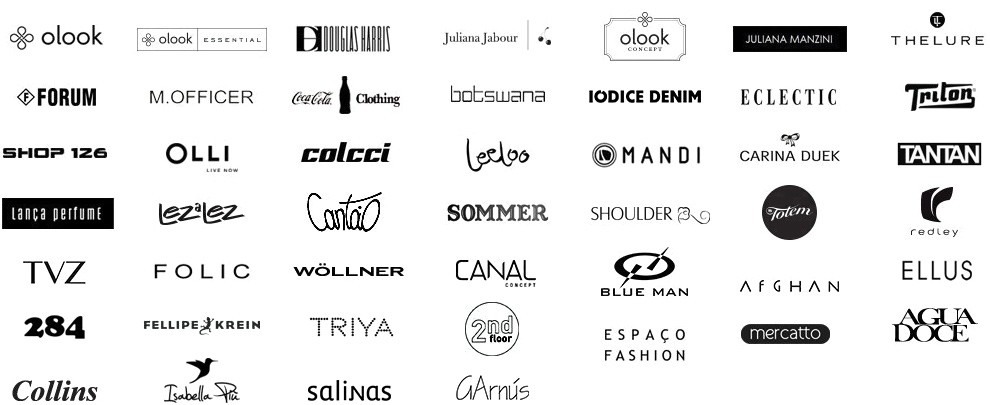 olook
olook ESSENTIAL
DOUGLAS HARRIS
Juliana Jabour
olook
CONCEPT
JULIANA MANZINI
THELURE
FORUM
M.OFFICER
Coca-Cola Clothing
botswana
IÓDICE DENIM
ECLECTIC
Triton
SHOP 126
OLLI
LIVE NOW
colcci
Leeloo
MANDI
CARINA DUEK
TANTAN
lança perfume
Lez a Lez
Cantão
SOMMER
SHOULDER
Totem
redley
TVZ
FOLIC
WÖLLNER
CANAL
CONCEPT
BLUE MAN
AFGHAN
ELLUS
284
FELLIPE KREIN
TRIYA
2nd
floor
ESPAÇO
FASHION
mercatto
AGUA
DOCE
Collins
Isabella Piu
salinas
GArnús